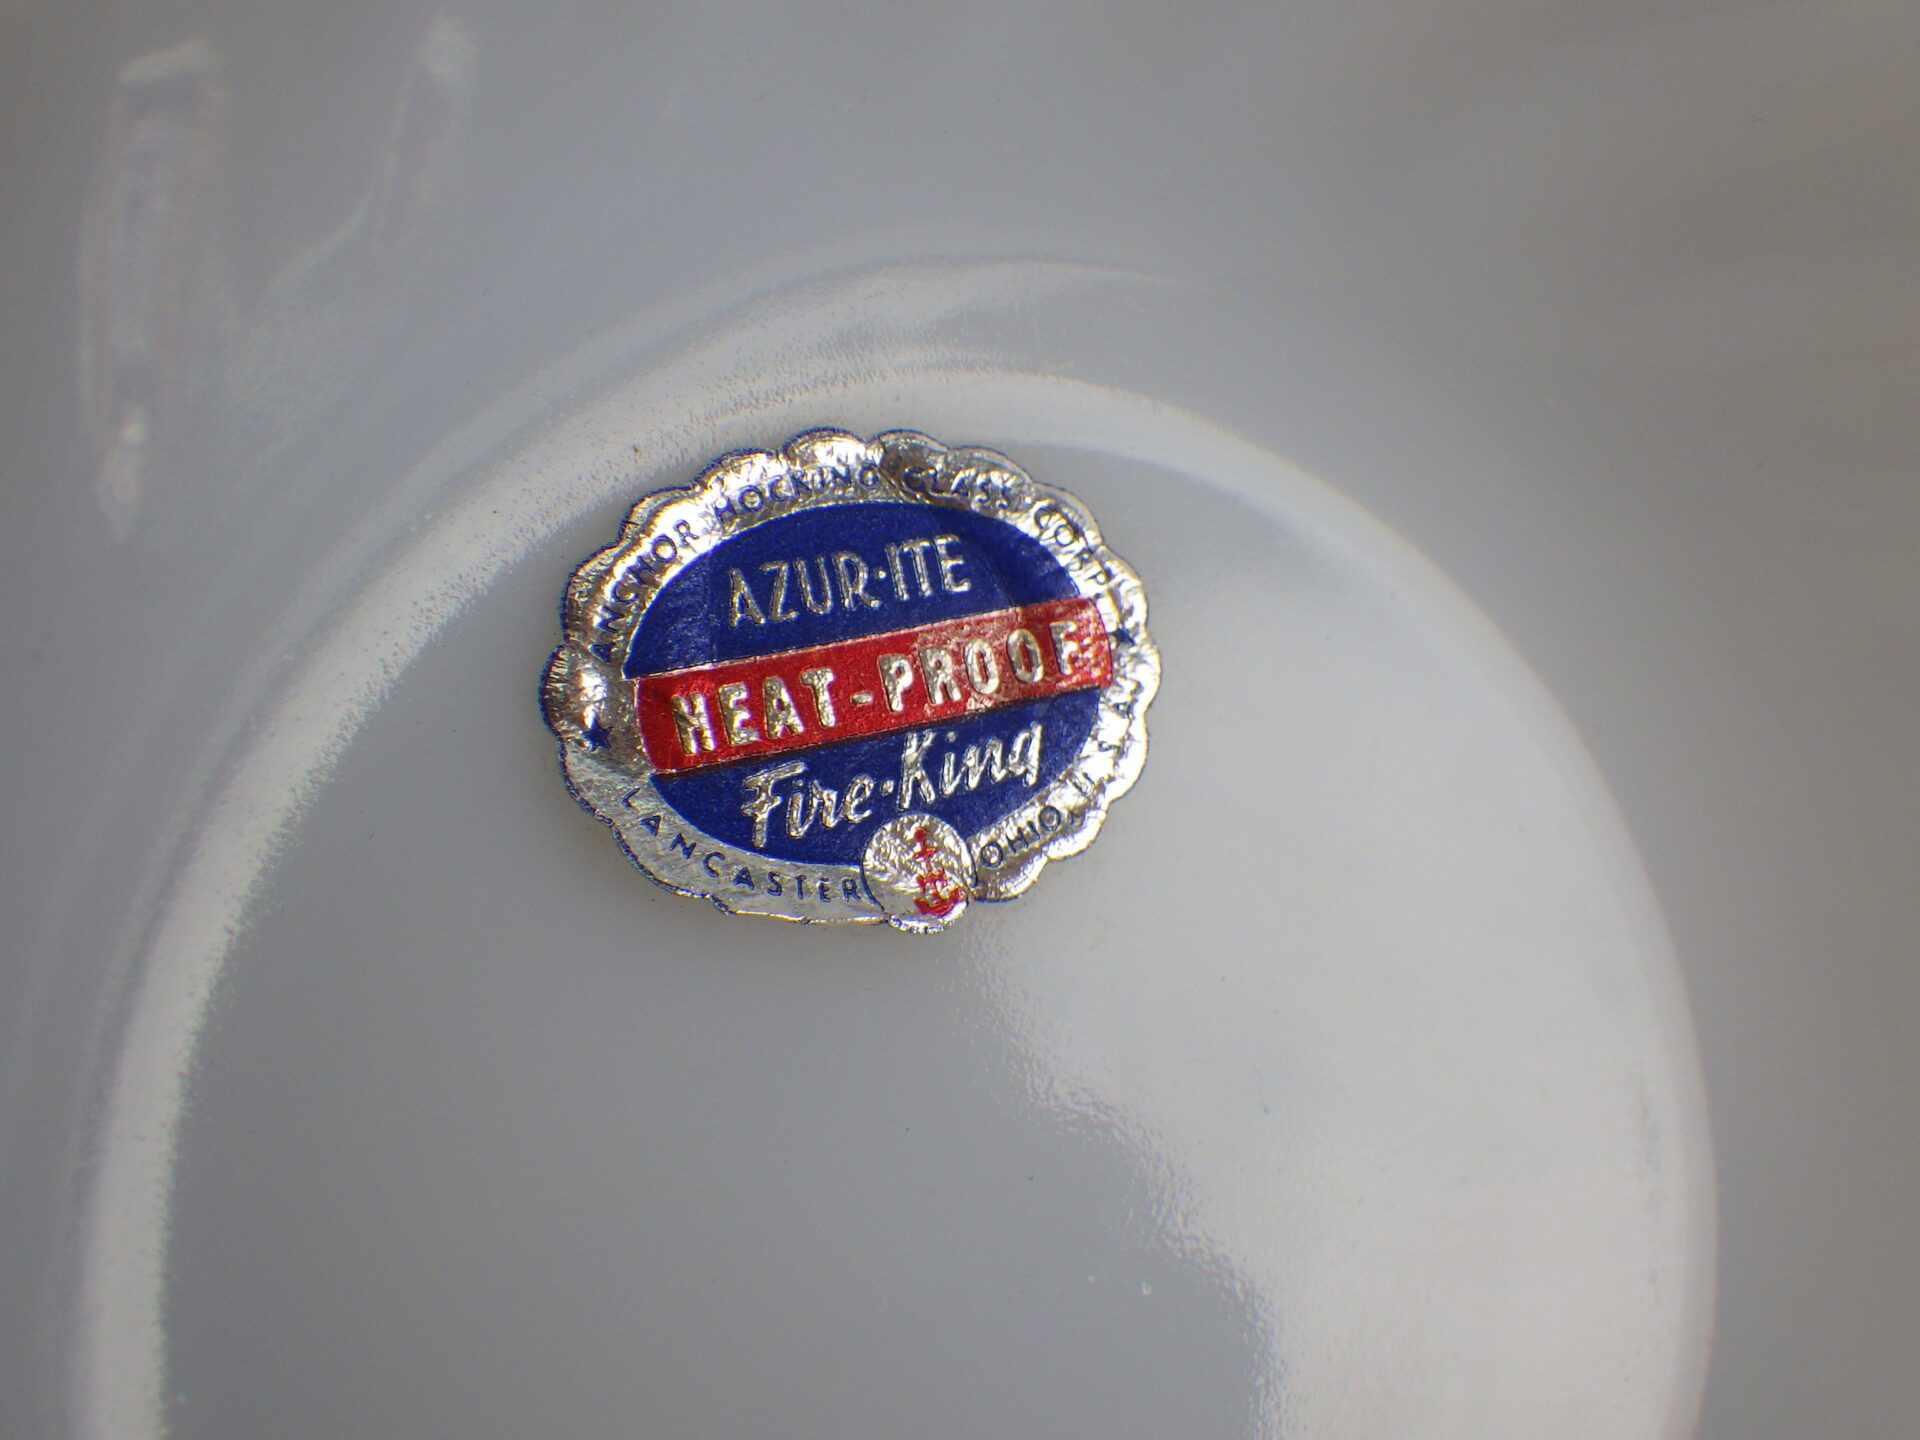 ANCHOR HOCKING GLASS CORP.
AZUR·ITE
HEAT-PROOF
Fire·King
LANCASTER OHIO, U.S.A.